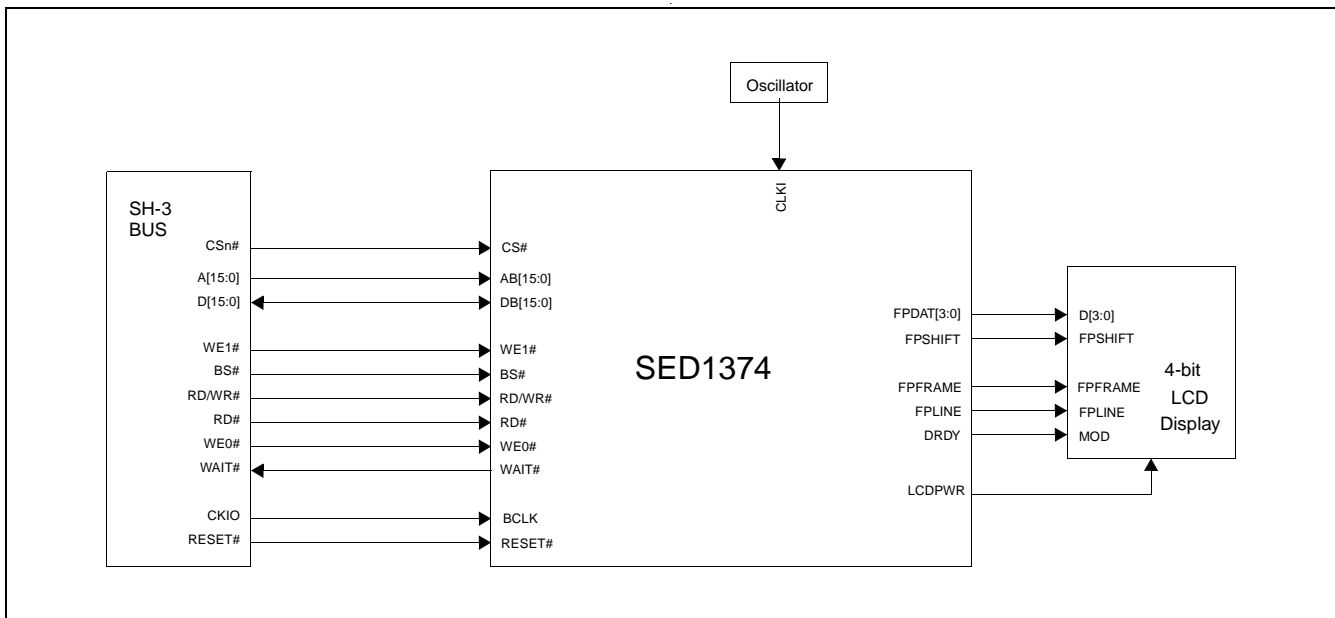 Oscillator
CLKI
SH-3
BUS
CSn#
A[15:0]
D[15:0]
WE1#
BS#
RD/WR#
RD#
WE0#
WAIT#
CKIO
RESET#
CS#
AB[15:0]
DB[15:0]
WE1#
BS#
RD/WR#
RD#
WE0#
WAIT#
BCLK
RESET#
SED1374
FPDAT[3:0]
FPSHIFT
FPFRAME
FPLINE
DRDY
LCDPWR
D[3:0]
FPSHIFT
FPFRAME
FPLINE
MOD
4-bit
LCD
Display